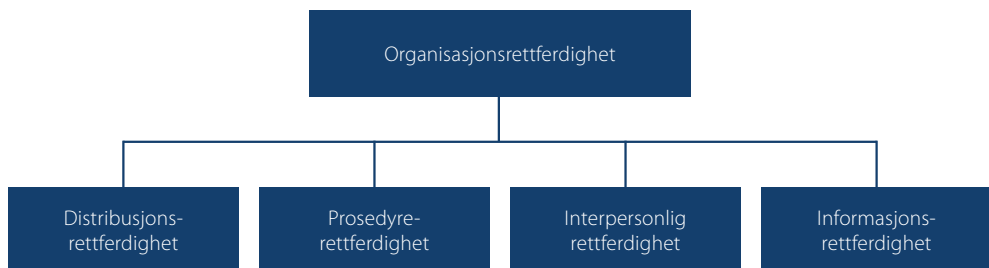 Organisasjonsrettferdighet
Distribusjons-
rettferdighet
Prosedyre-
rettferdighet
Interpersonlig
rettferdighet
Informasjons-
rettferdighet